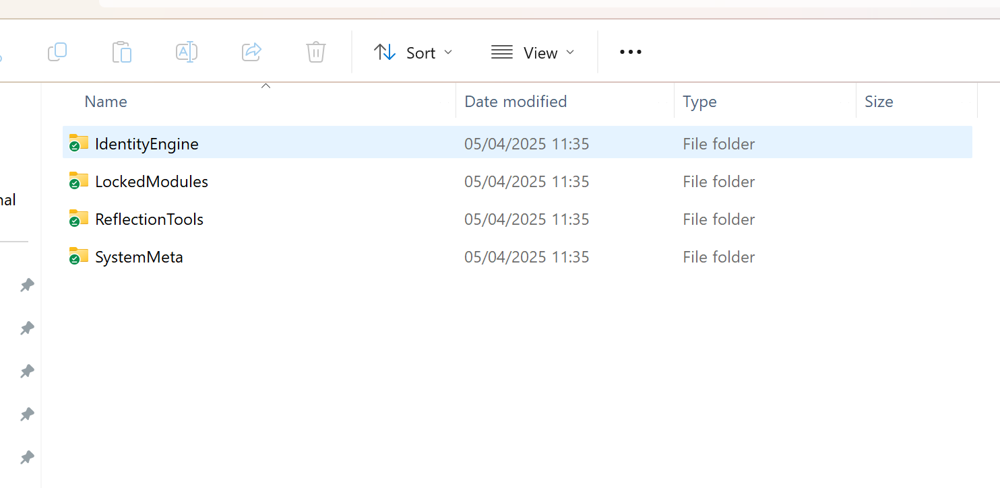 Sort View
Name Date modified Type Size
IdentityEngine 05/04/2025 11:35 File folder
LockedModules 05/04/2025 11:35 File folder
nal
ReflectionTools 05/04/2025 11:35 File folder
SystemMeta 05/04/2025 11:35 File folder